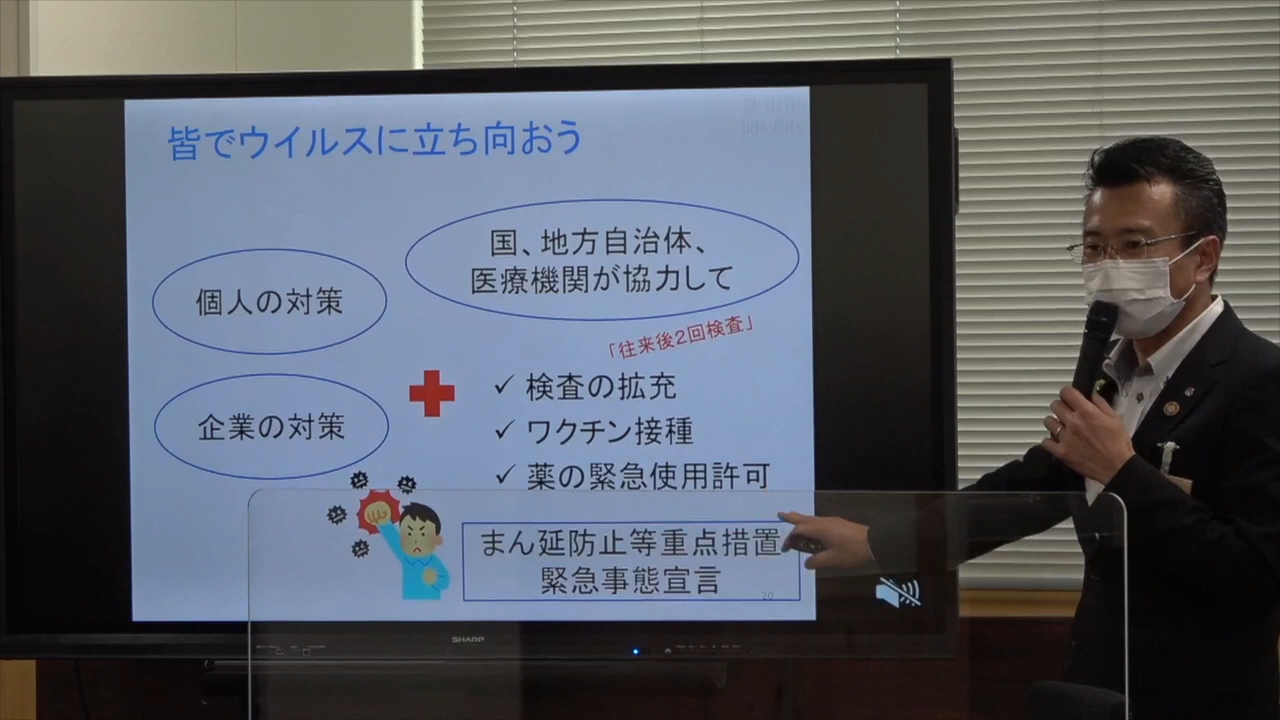 皆でウイルスに立ち向おう
国、地方自治体、
医療機関が協力して
個人の対策
「往来後2回検査」
✓ 検査の拡充
企業の対策
✓ ワクチン接種
✓ 薬の緊急使用許可
まん延防止等重点措置
緊急事態宣言
20
SHARP